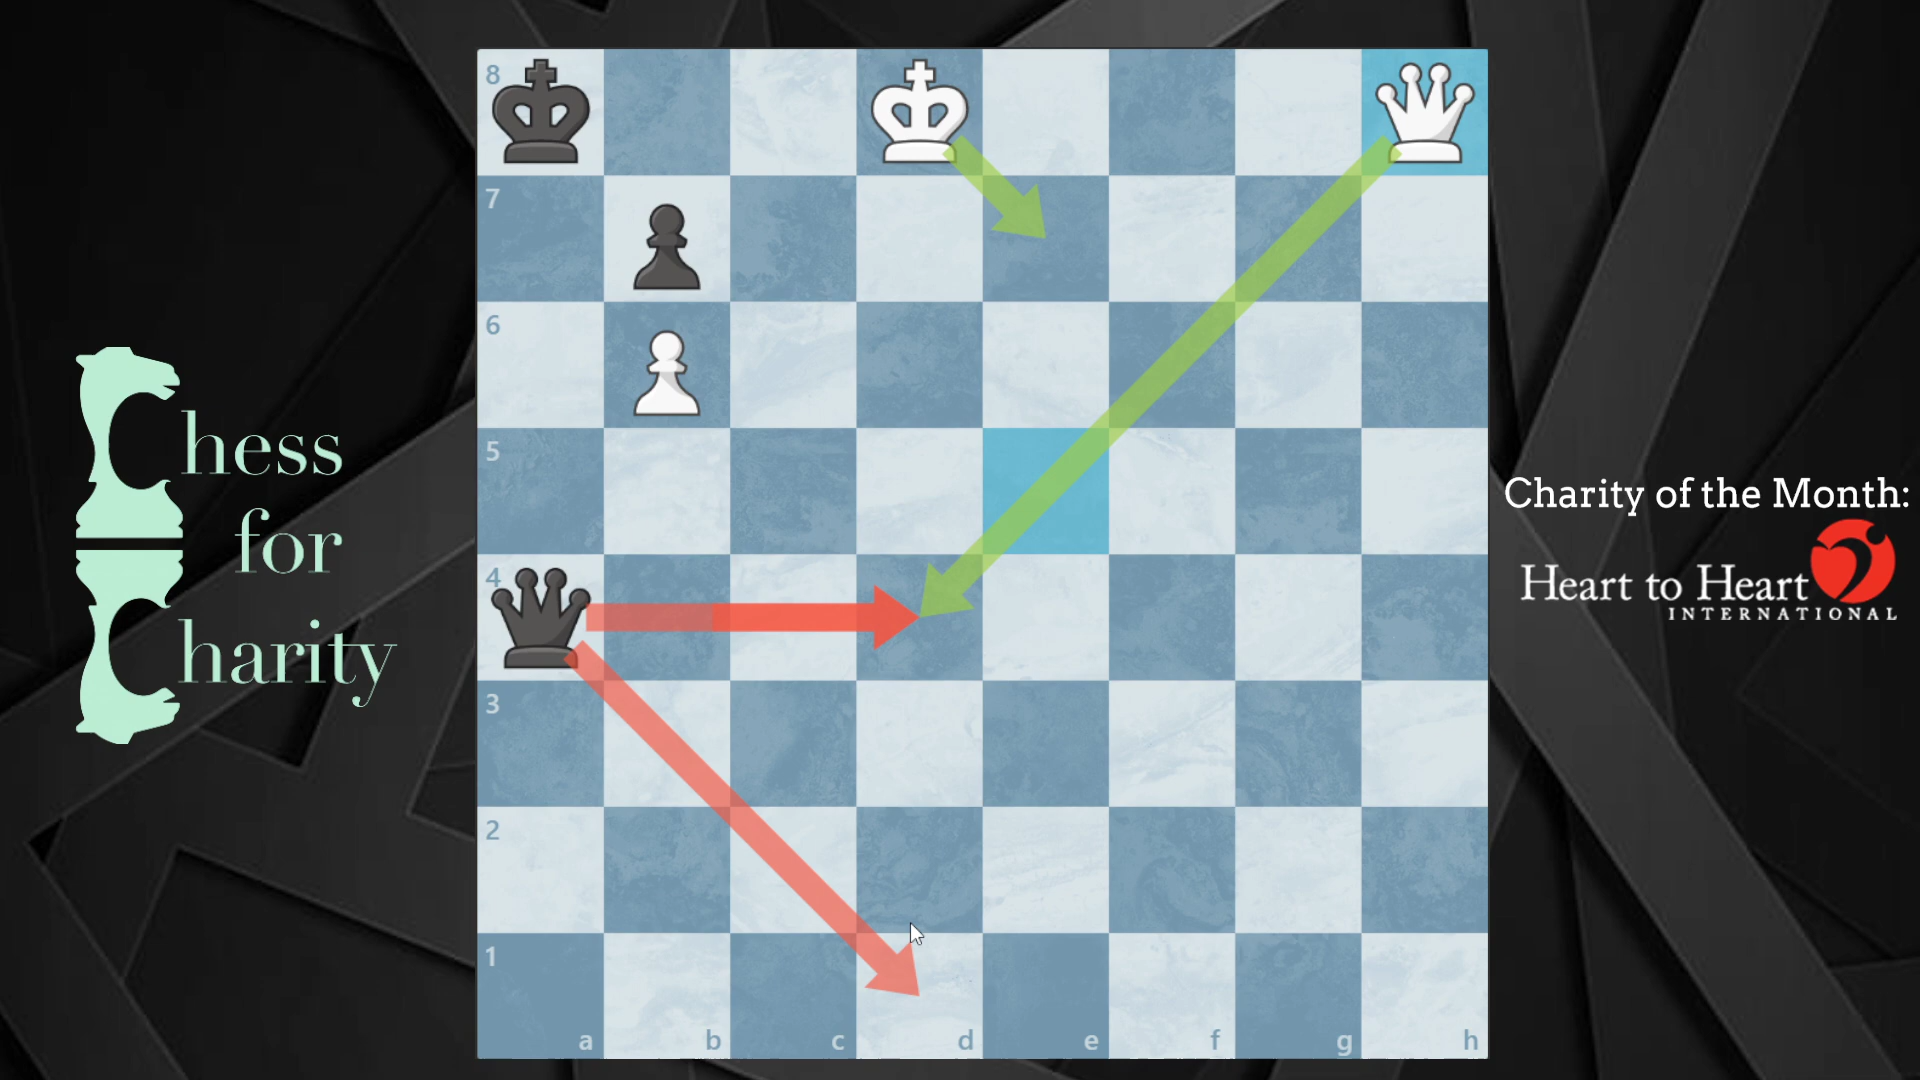 Chess
for
Charity
8
7
6
5
4
3
2
1
a b c d e f g h
Charity of the Month:
Heart to Heart
INTERNATIONAL